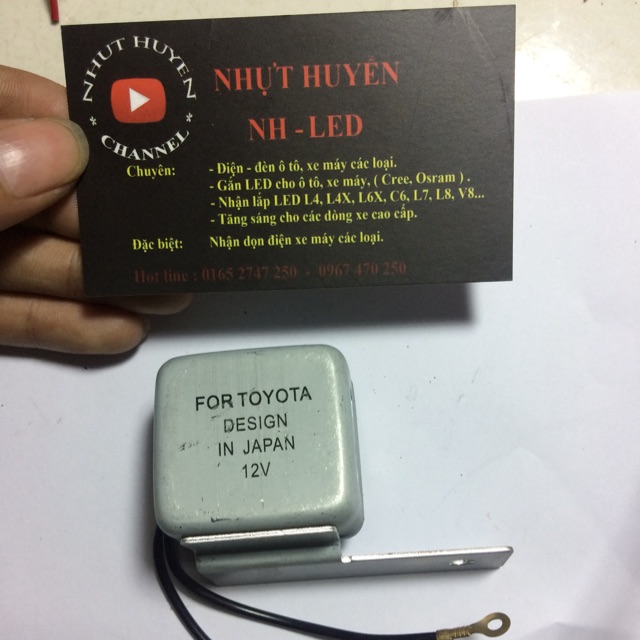 * NHỰT HUYỀN *
CHANNEL
NHỰT HUYỀN
NH - LED
Chuyên: - Điện - đèn ô tô, xe máy các loại.
- Gắn LED cho ô tô, xe máy, ( Cree, Osram ) .
- Nhận lắp LED L4, L4X, L6X, C6, L7, L8, V8...
- Tăng sáng cho các dòng xe cao cấp.
Đặc biệt: Nhận dọn điện xe máy các loại.
Hot line : 0165 2747 250 - 0967 470 250
FOR TOYOTA
DESIGN
IN JAPAN
12V